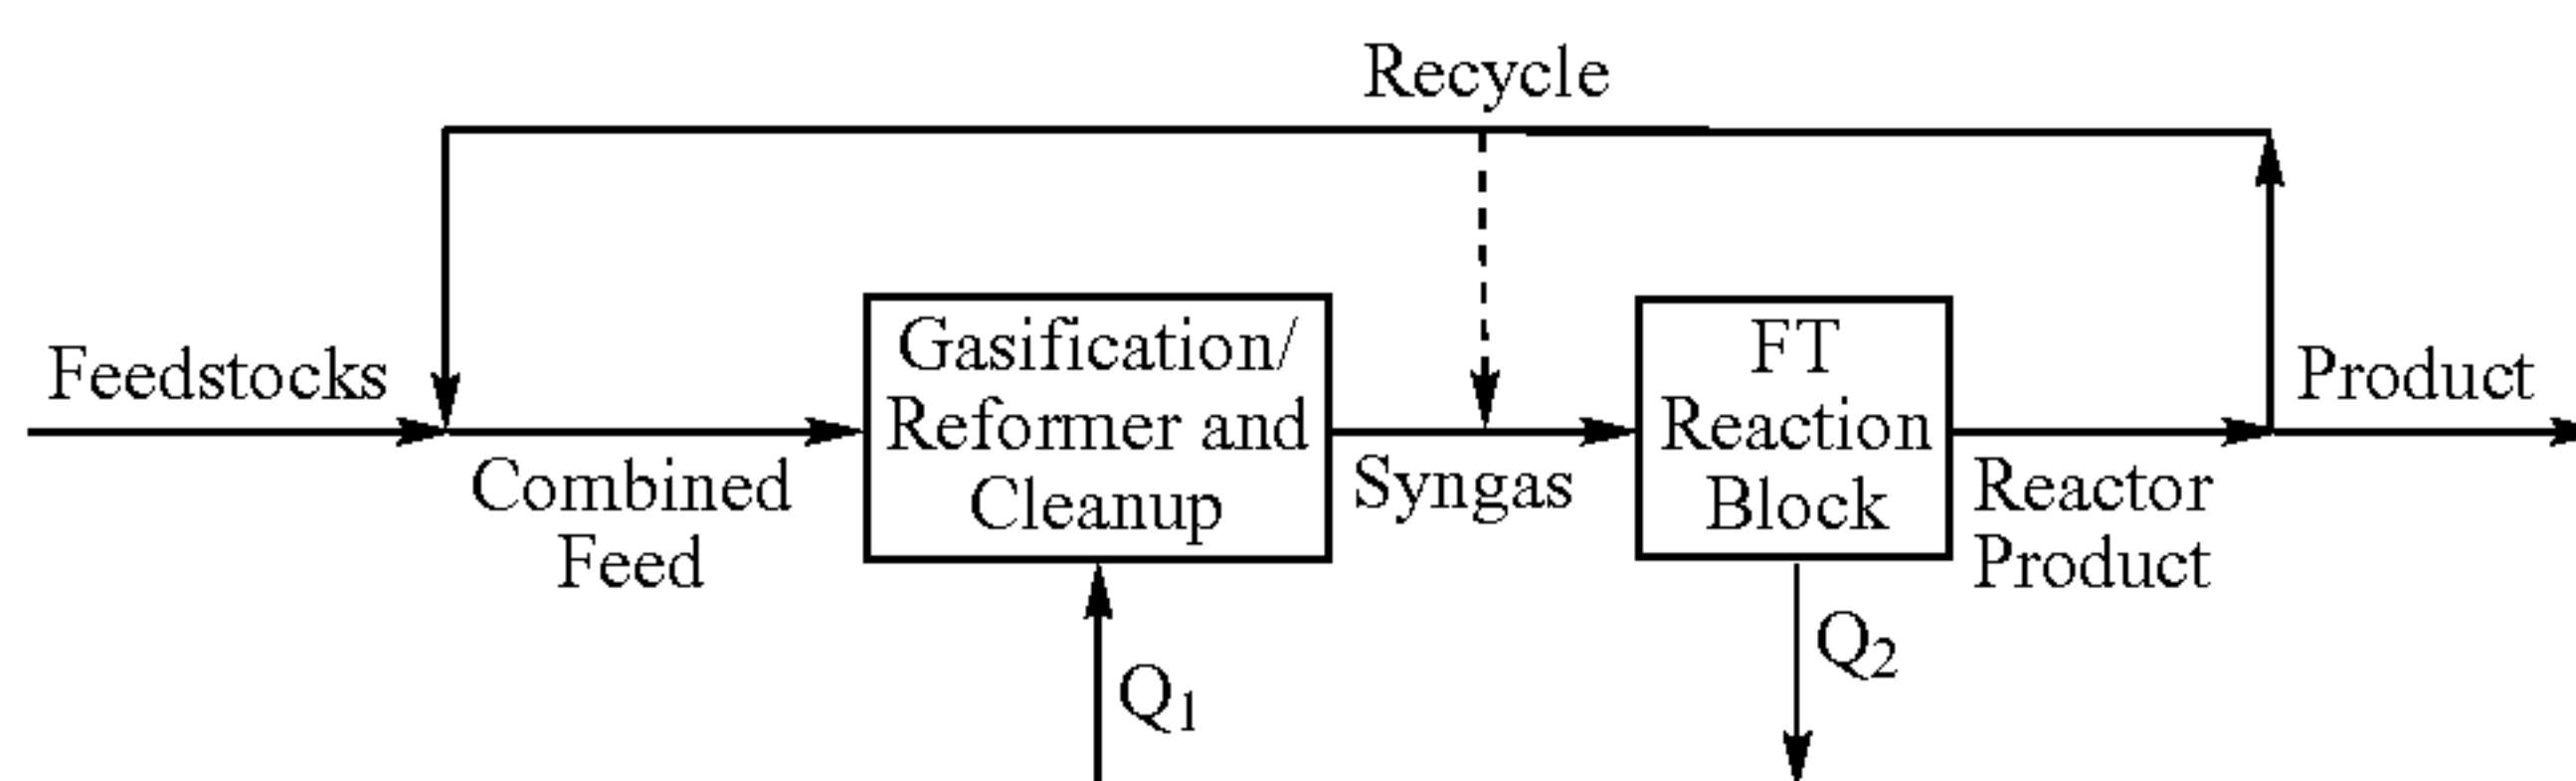 Recycle
Feedstocks
Combined
Feed
Gasification/
Reformer and
Cleanup
Syngas
FT
Reaction
Block
Reactor
Product
Product
Q1
Q2